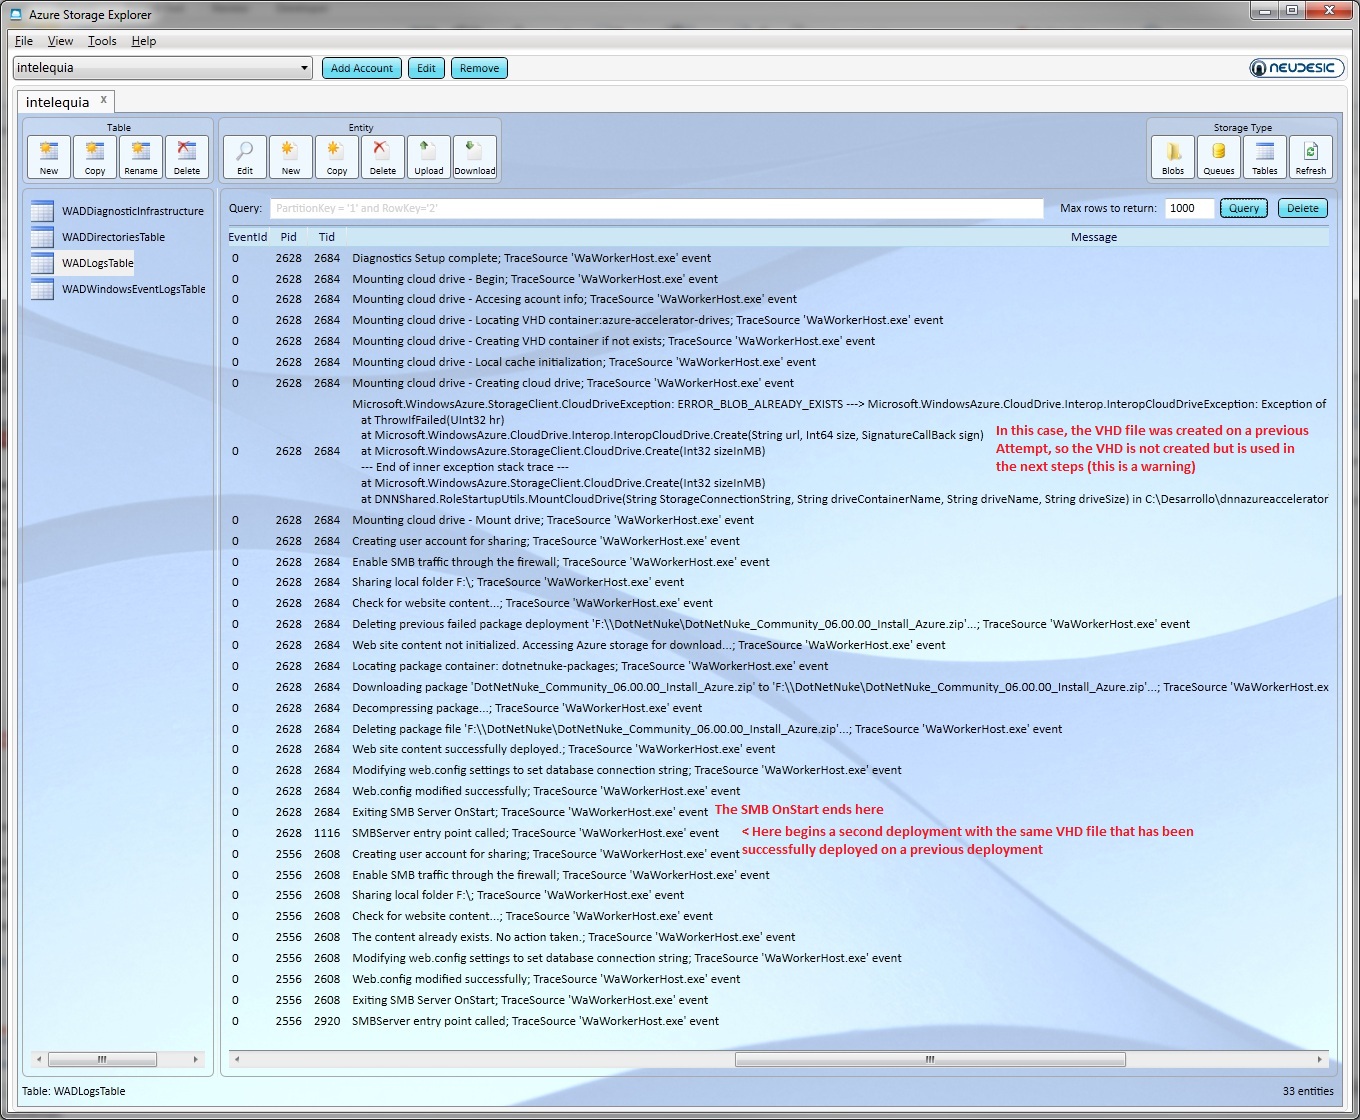 Azure Storage Explorer
File View Tools Help
intelequia Add Account Edit Remove NEUDESIC
intelequia x
Table Entity Storage Type
New Copy Rename Delete Edit New Copy Delete Upload Download Blobs Queues Tables Refresh
WADDiagnosticInfrastructure
WADDirectoriesTable
WADLogsTable
WADWindowsEventLogsTable
Query: PartitionKey = '1' and RowKey='2' Max rows to return: 1000 Query Delete
EventId Pid Tid Message
0 2628 2684 Diagnostics Setup complete; TraceSource 'WaWorkerHost.exe' event
0 2628 2684 Mounting cloud drive - Begin; TraceSource 'WaWorkerHost.exe' event
0 2628 2684 Mounting cloud drive - Accesing acount info; TraceSource 'WaWorkerHost.exe' event
0 2628 2684 Mounting cloud drive - Locating VHD container:azure-accelerator-drives; TraceSource 'WaWorkerHost.exe' event
0 2628 2684 Mounting cloud drive - Creating VHD container if not exists; TraceSource 'WaWorkerHost.exe' event
0 2628 2684 Mounting cloud drive - Local cache initialization; TraceSource 'WaWorkerHost.exe' event
0 2628 2684 Mounting cloud drive - Creating cloud drive; TraceSource 'WaWorkerHost.exe' event
Microsoft.WindowsAzure.StorageClient.CloudDriveException: ERROR_BLOB_ALREADY_EXISTS ---> Microsoft.WindowsAzure.CloudDrive.Interop.InteropCloudDriveException: Exception of
at ThrowIfFailed(UInt32 hr)
at Microsoft.WindowsAzure.CloudDrive.Interop.InteropCloudDrive.Create(String url, Int64 size, SignatureCallBack sign)
0 2628 2684 at Microsoft.WindowsAzure.StorageClient.CloudDrive.Create(Int32 sizeInMB)
--- End of inner exception stack trace ---
at Microsoft.WindowsAzure.StorageClient.CloudDrive.Create(Int32 sizeInMB)
at DNNShared.RoleStartupUtils.MountCloudDrive(String StorageConnectionString, String driveContainerName, String driveName, String driveSize) in C:\Desarrollo\dnnazureaccelerator
In this case, the VHD file was created on a previous
Attempt, so the VHD is not created but is used in
the next steps (this is a warning)
0 2628 2684 Mounting cloud drive - Mount drive; TraceSource 'WaWorkerHost.exe' event
0 2628 2684 Creating user account for sharing; TraceSource 'WaWorkerHost.exe' event
0 2628 2684 Enable SMB traffic through the firewall; TraceSource 'WaWorkerHost.exe' event
0 2628 2684 Sharing local folder F:\; TraceSource 'WaWorkerHost.exe' event
0 2628 2684 Check for website content...; TraceSource 'WaWorkerHost.exe' event
0 2628 2684 Deleting previous failed package deployment 'F:\\DotNetNuke\DotNetNuke_Community_06.00.00_Install_Azure.zip'...; TraceSource 'WaWorkerHost.exe' event
0 2628 2684 Web site content not initialized. Accessing Azure storage for download...; TraceSource 'WaWorkerHost.exe' event
0 2628 2684 Locating package container: dotnetnuke-packages; TraceSource 'WaWorkerHost.exe' event
0 2628 2684 Downloading package 'DotNetNuke_Community_06.00.00_Install_Azure.zip' to 'F:\\DotNetNuke\DotNetNuke_Community_06.00.00_Install_Azure.zip'...; TraceSource 'WaWorkerHost.ex
0 2628 2684 Decompressing package...; TraceSource 'WaWorkerHost.exe' event
0 2628 2684 Deleting package file 'F:\\DotNetNuke\DotNetNuke_Community_06.00.00_Install_Azure.zip'...; TraceSource 'WaWorkerHost.exe' event
0 2628 2684 Web site content successfully deployed.; TraceSource 'WaWorkerHost.exe' event
0 2628 2684 Modifying web.config settings to set database connection string; TraceSource 'WaWorkerHost.exe' event
0 2628 2684 Web.config modified successfully; TraceSource 'WaWorkerHost.exe' event
0 2628 2684 Exiting SMB Server OnStart; TraceSource 'WaWorkerHost.exe' event The SMB OnStart ends here
0 2628 1116 SMBServer entry point called; TraceSource 'WaWorkerHost.exe' event < Here begins a second deployment with the same VHD file that has been
successfully deployed on a previous deployment
0 2556 2608 Creating user account for sharing; TraceSource 'WaWorkerHost.exe' event
0 2556 2608 Enable SMB traffic through the firewall; TraceSource 'WaWorkerHost.exe' event
0 2556 2608 Sharing local folder F:\; TraceSource 'WaWorkerHost.exe' event
0 2556 2608 Check for website content...; TraceSource 'WaWorkerHost.exe' event
0 2556 2608 The content already exists. No action taken.; TraceSource 'WaWorkerHost.exe' event
0 2556 2608 Modifying web.config settings to set database connection string; TraceSource 'WaWorkerHost.exe' event
0 2556 2608 Web.config modified successfully; TraceSource 'WaWorkerHost.exe' event
0 2556 2608 Exiting SMB Server OnStart; TraceSource 'WaWorkerHost.exe' event
0 2556 2920 SMBServer entry point called; TraceSource 'WaWorkerHost.exe' event
Table: WADLogsTable 33 entities